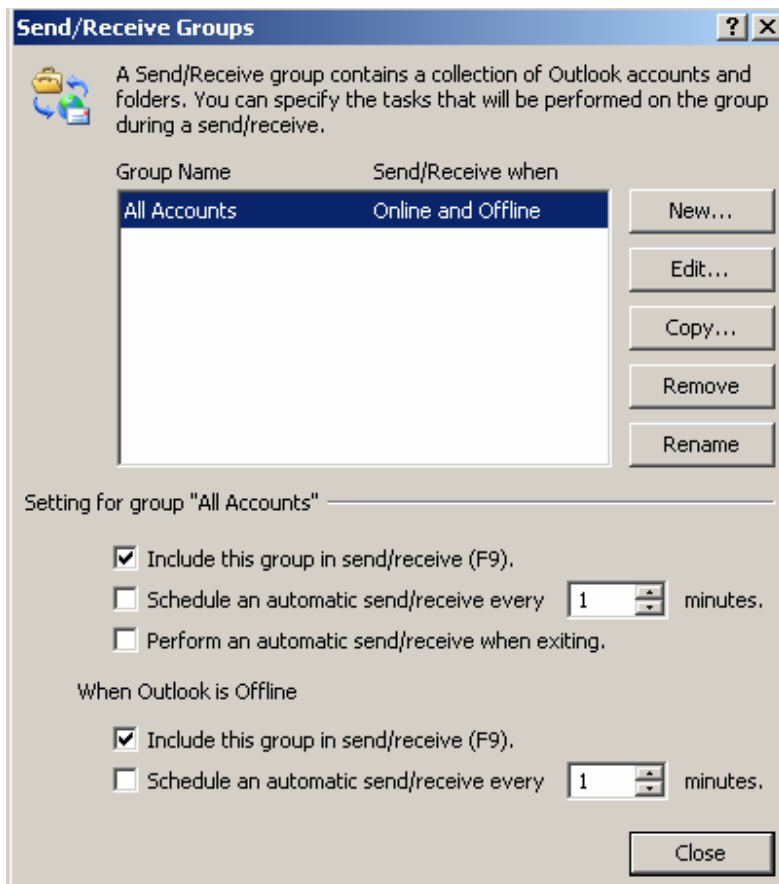 Send/Receive Groups
A Send/Receive group contains a collection of Outlook accounts and
folders. You can specify the tasks that will be performed on the group
during a send/receive.
Group Name Send/Receive when
All Accounts Online and Offline
New...
Edit...
Copy...
Remove
Rename
Setting for group "All Accounts"
Include this group in send/receive (F9).
Schedule an automatic send/receive every 1 minutes.
Perform an automatic send/receive when exiting.
When Outlook is Offline
Include this group in send/receive (F9).
Schedule an automatic send/receive every 1 minutes.
Close